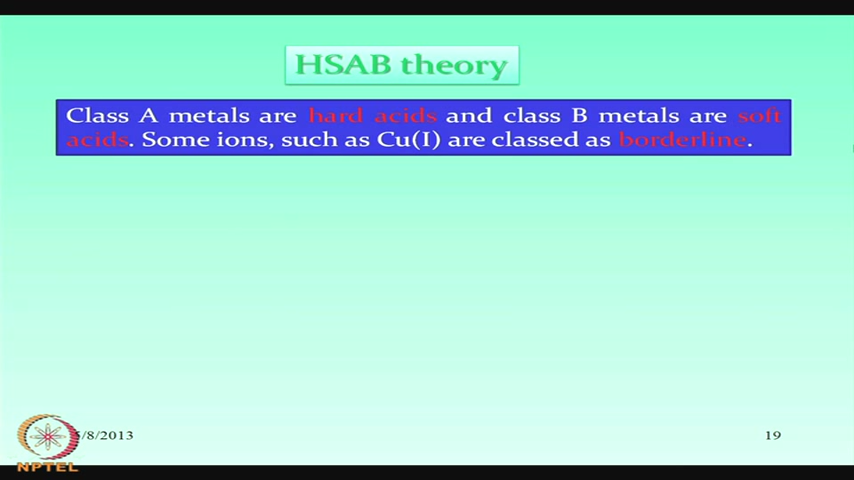 HSAB theory
Class A metals are hard acids and class B metals are soft
acids. Some ions, such as Cu(I) are classed as borderline.
5/8/2013
19
NPTEL